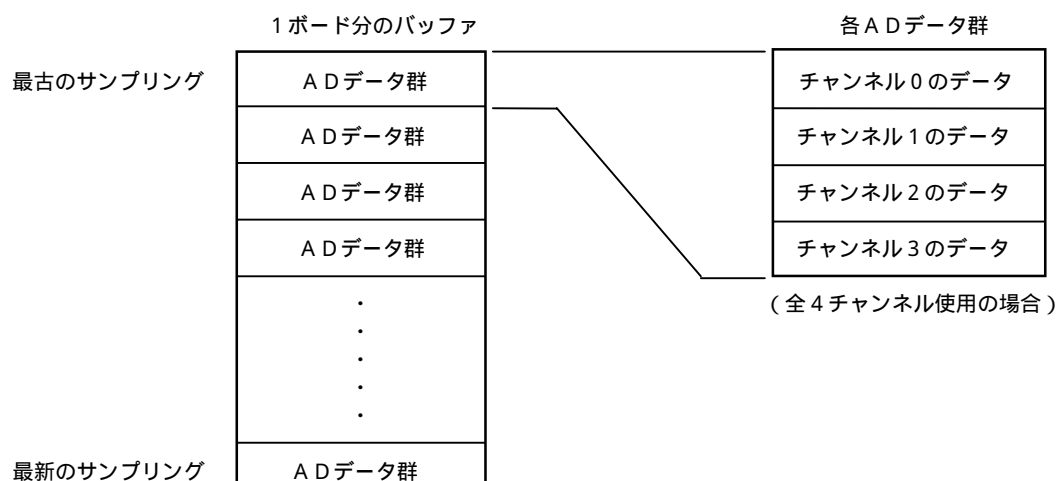 1ボード分のバッファ
各ADデータ群
最古のサンプリング
ADデータ群
チャンネル0のデータ
ADデータ群
チャンネル1のデータ
ADデータ群
チャンネル2のデータ
ADデータ群
チャンネル3のデータ
(全4チャンネル使用の場合)
・
・
・
・
・
最新のサンプリング
ADデータ群